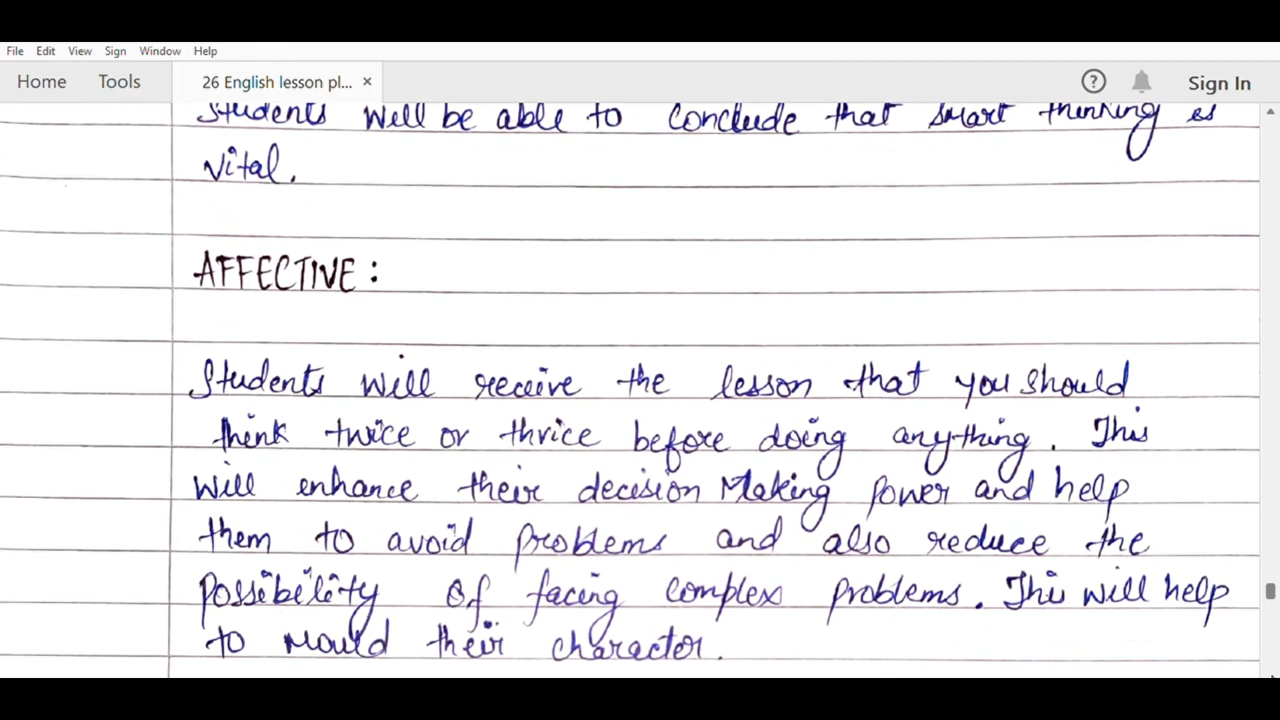 File Edit View Sign Window Help
Home Tools 26 English lesson pl... × ? Sign In
Students will be able to conclude that smart thinking is
vital.
AFFECTIVE :
Students will receive the lesson that you should
think twice or thrice before doing anything. This
will enhance their decision Making power and help
them to avoid problems and also reduce the
possibility of facing complex problems. This will help
to mould their character.